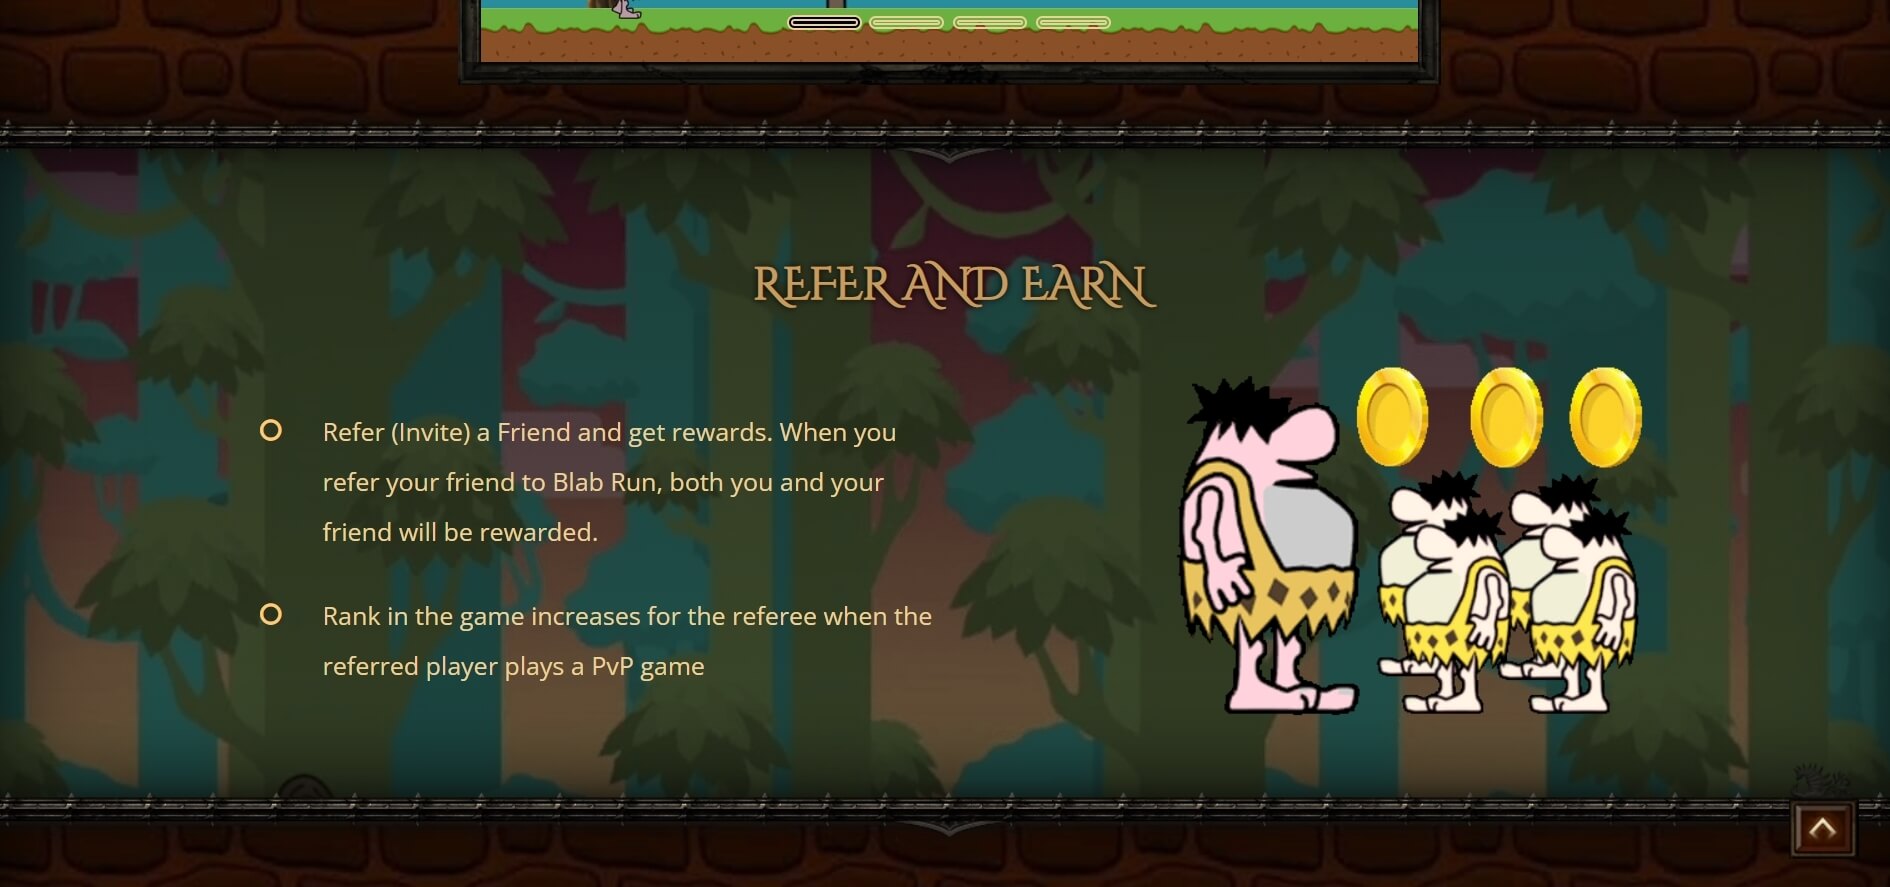 REFER AND EARN
Refer (Invite) a Friend and get rewards. When you
refer your friend to Blab Run, both you and your
friend will be rewarded.
Rank in the game increases for the referee when the
referred player plays a PvP game